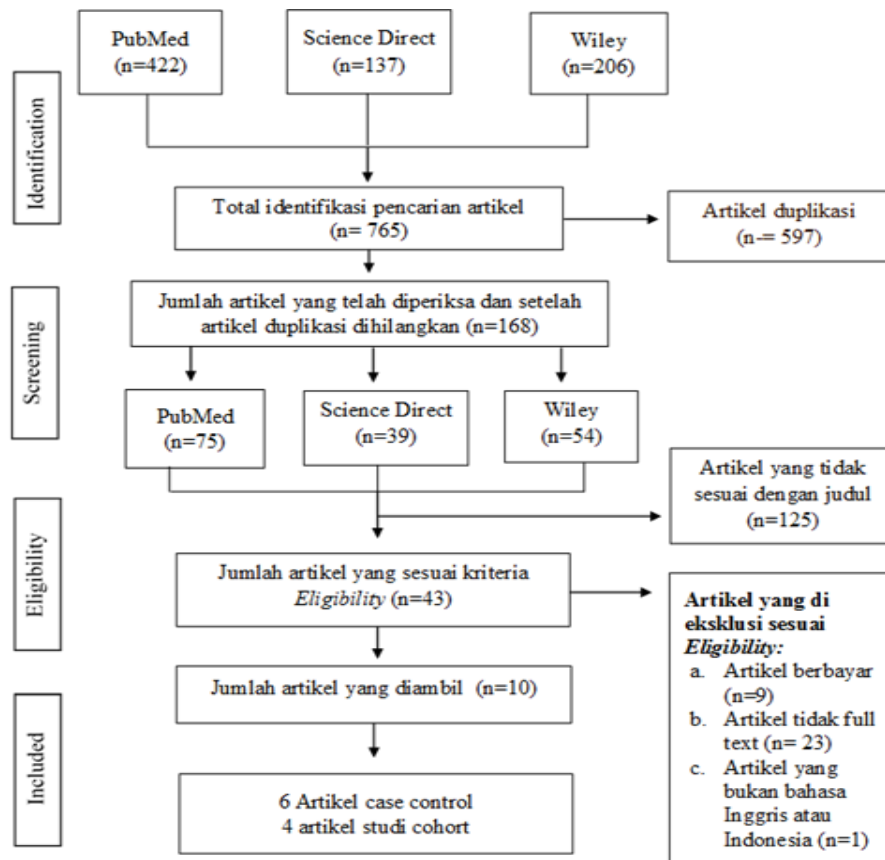 PubMed
(n=422)
Science Direct
(n=137)
Wiley
(n=206)
Identification
Total identifikasi pencarian artikel
(n= 765)
Artikel duplikasi
(n-= 597)
Screening
Jumlah artikel yang telah diperiksa dan setelah
artikel duplikasi dihilangkan (n=168)
PubMed
(n=75)
Science Direct
(n=39)
Wiley
(n=54)
Artikel yang tidak
sesuai dengan judul
(n=125)
Eligibility
Jumlah artikel yang sesuai kriteria
Eligibility (n=43)
Artikel yang di
eksklusi sesuai
Eligibility:
a. Artikel berbayar
(n=9)
b. Artikel tidak full
text (n= 23)
c. Artikel yang
bukan bahasa
Inggris atau
Indonesia (n=1)
Jumlah artikel yang diambil (n=10)
Included
6 Artikel case control
4 artikel studi cohort